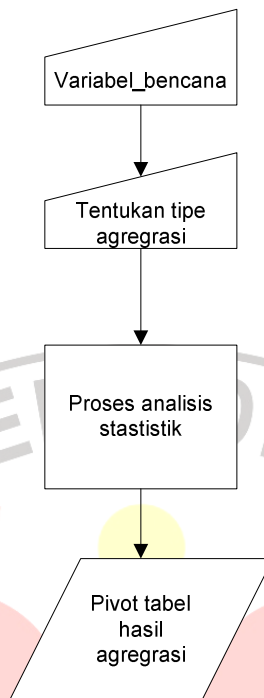 Variabel_bencana
Tentukan tipe
agregrasi
Proses analisis
stastistik
Pivot tabel
hasil
agregrasi